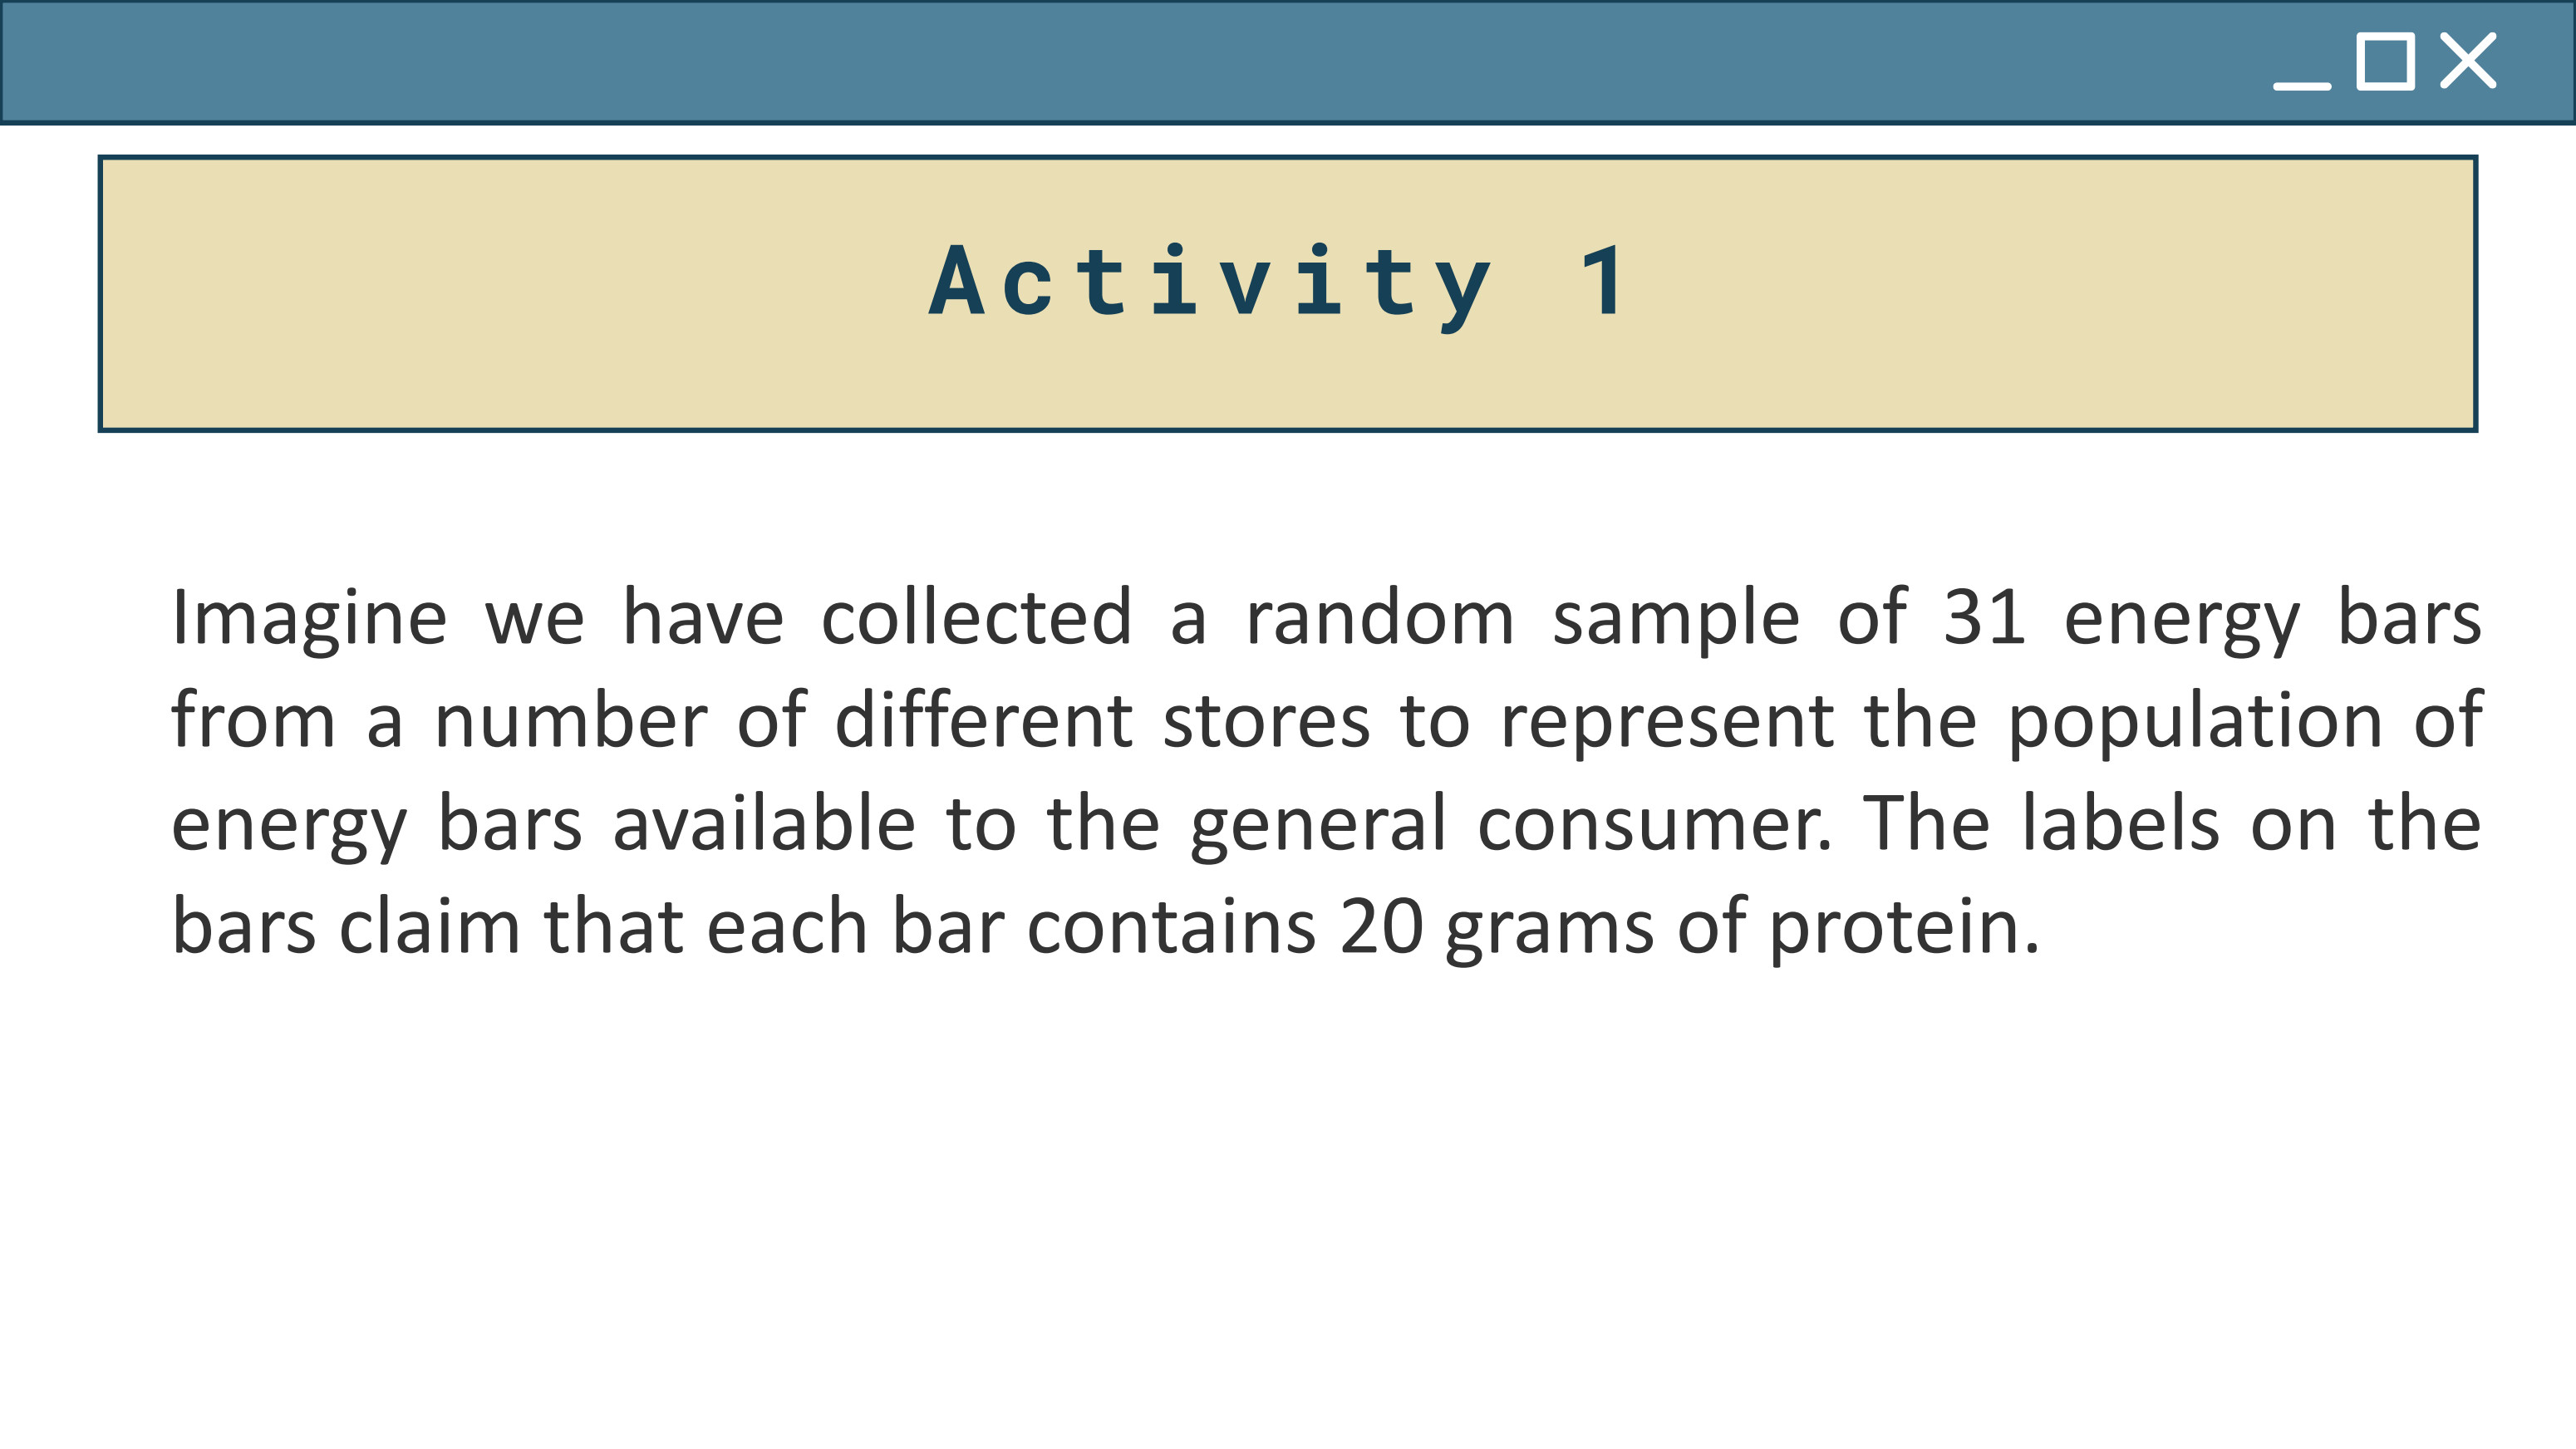 Activity 1
Imagine we have collected a random sample of 31 energy bars
from a number of different stores to represent the population of
energy bars available to the general consumer. The labels on the
bars claim that each bar contains 20 grams of protein.